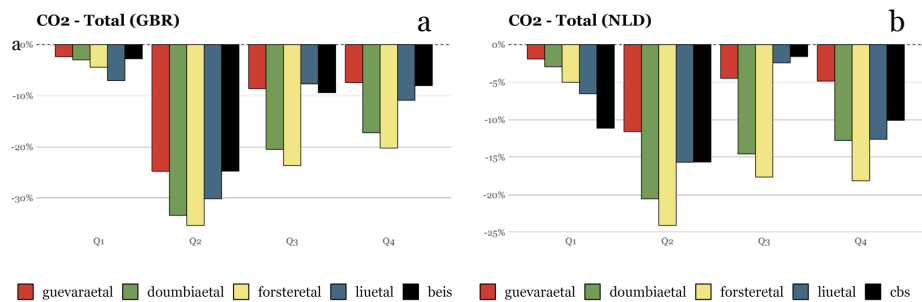 CO2 - Total (GBR) a
a
0%
-10%
-20%
-30%
Q1 Q2 Q3 Q4
guevaraetal doumbiaetal forsteretal liuetal beis
CO2 - Total (NLD) b
0%
-5%
-10%
-15%
-20%
-25%
Q1 Q2 Q3 Q4
guevaraetal doumbiaetal forsteretal liuetal cbs